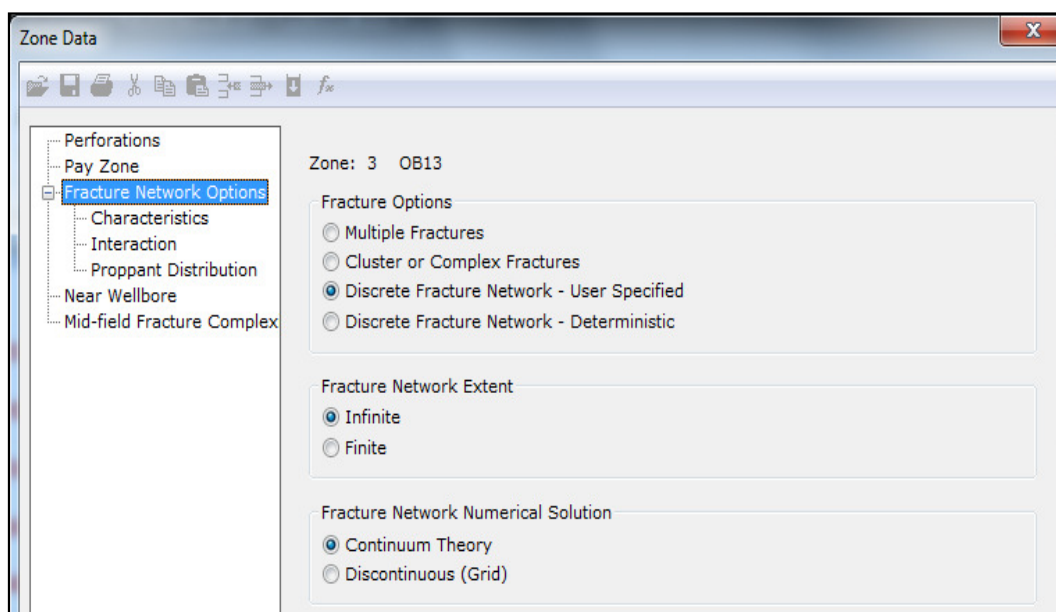 Zone Data
Perforations
Pay Zone
Fracture Network Options
Characteristics
Interaction
Proppant Distribution
Near Wellbore
Mid-field Fracture Complex
Zone: 3 OB13
Fracture Options
Multiple Fractures
Cluster or Complex Fractures
Discrete Fracture Network - User Specified
Discrete Fracture Network - Deterministic
Fracture Network Extent
Infinite
Finite
Fracture Network Numerical Solution
Continuum Theory
Discontinuous (Grid)